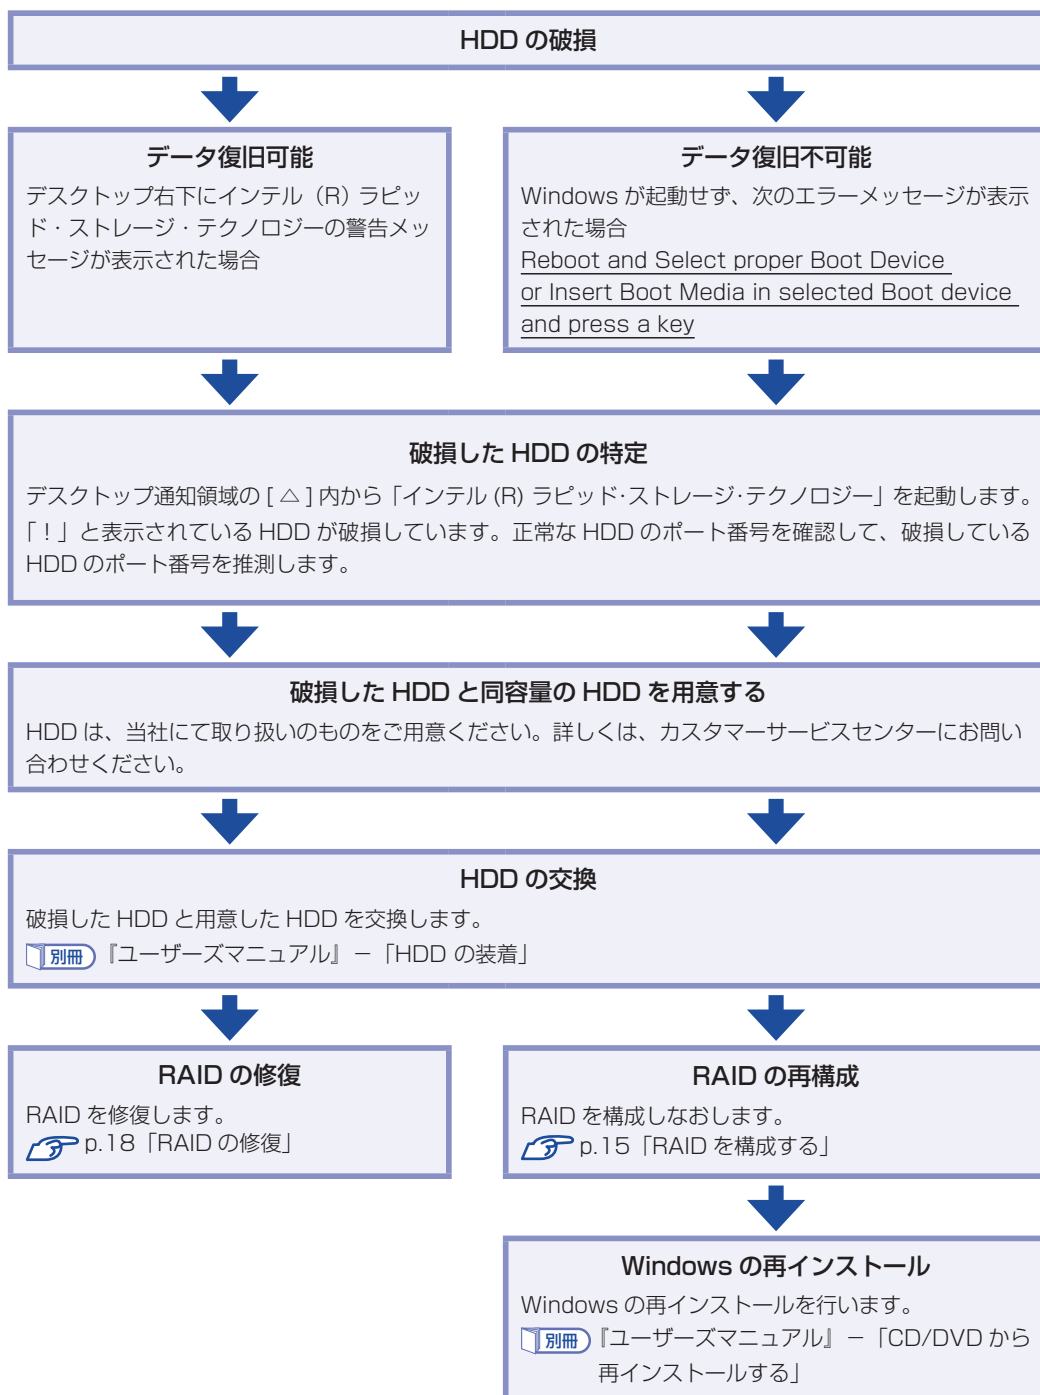 HDD の破損
データ復旧可能
デスクトップ右下にインテル（R）ラピッ
ド・ストレージ・テクノロジーの警告メッ
セージが表示された場合
データ復旧不可能
Windows が起動せず、次のエラーメッセージが表示
された場合
Reboot and Select proper Boot Device
or Insert Boot Media in selected Boot device
and press a key
破損した HDD の特定
デスクトップ通知領域の [ △ ] 内から「インテル (R) ラピッド・ストレージ・テクノロジー」を起動します。
「！」と表示されている HDD が破損しています。正常な HDD のポート番号を確認して、破損している
HDD のポート番号を推測します。
破損した HDD と同容量の HDD を用意する
HDD は、当社にて取り扱いのものをご用意ください。詳しくは、カスタマーサービスセンターにお問い
合わせください。
HDD の交換
破損した HDD と用意した HDD を交換します。
別冊 『ユーザーズマニュアル』－「HDD の装着」
RAID の修復
RAID を修復します。
p.18「RAID の修復」
RAID の再構成
RAID を構成しなおします。
p.15「RAID を構成する」
Windows の再インストール
Windows の再インストールを行います。
別冊 『ユーザーズマニュアル』－「CD/DVD から
再インストールする」